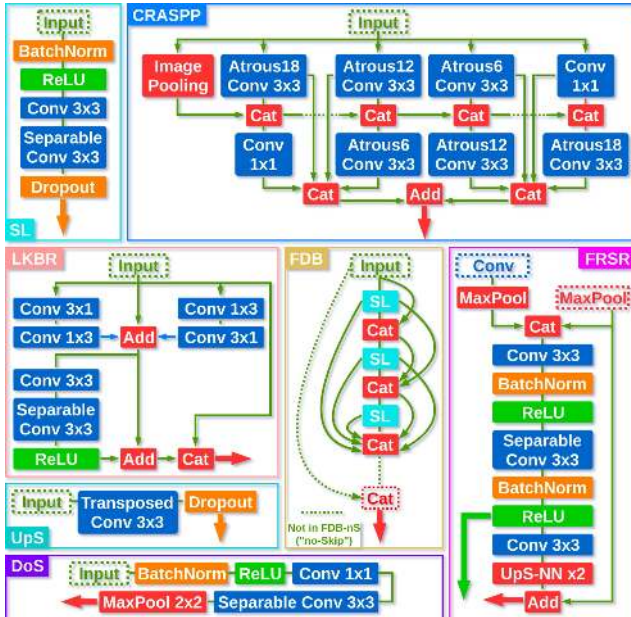 Input
BatchNorm
ReLU
Conv 3x3
Separable
Conv 3x3
Dropout
SL
CRASPP
Input
Image
Pooling
Atrous18
Conv 3x3
Atrous12
Conv 3x3
Atrous6
Conv 3x3
Conv
1x1
Cat
Cat
Cat
Cat
Conv
1x1
Atrous6
Conv 3x3
Atrous12
Conv 3x3
Atrous18
Conv 3x3
Cat
Add
Cat
LKBR
Input
Conv 3x1
Conv 1x3
Conv 1x3
Add
Conv 3x1
Conv 3x3
Separable
Conv 3x3
ReLU
Add
Cat
Input
Transposed
Conv 3x3
Dropout
UpS
FDB
Input
SL
Cat
SL
Cat
SL
Cat
Cat
Not in FDB-nS
("no-Skip")
FRSR
Conv
MaxPool
MaxPool
Cat
Conv 3x3
BatchNorm
ReLU
Separable
Conv 3x3
BatchNorm
ReLU
Conv 3x3
UpS-NN x2
Add
DoS
Input
BatchNorm
ReLU
Conv 1x1
MaxPool 2x2
Separable Conv 3x3